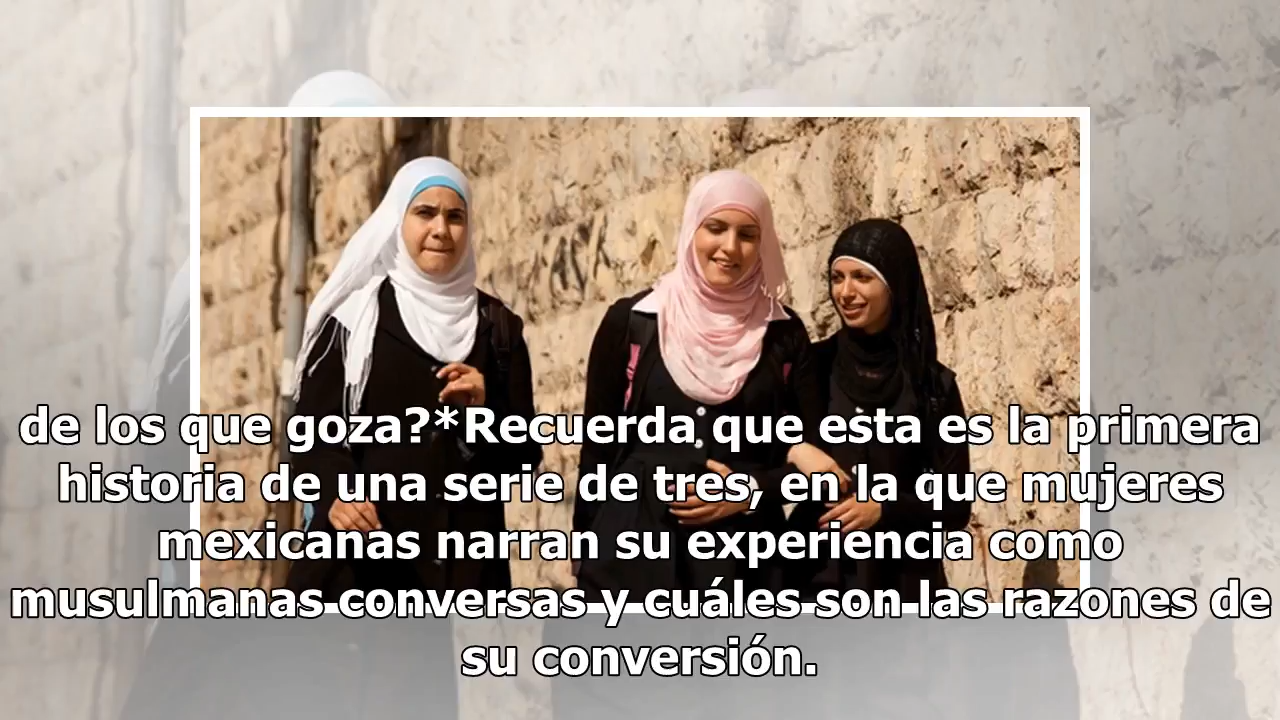 de los que goza?*Recuerda que esta es la primera
historia de una serie de tres, en la que mujeres
mexicanas narran su experiencia como
musulmanas conversas y cuáles son las razones de
su conversión.